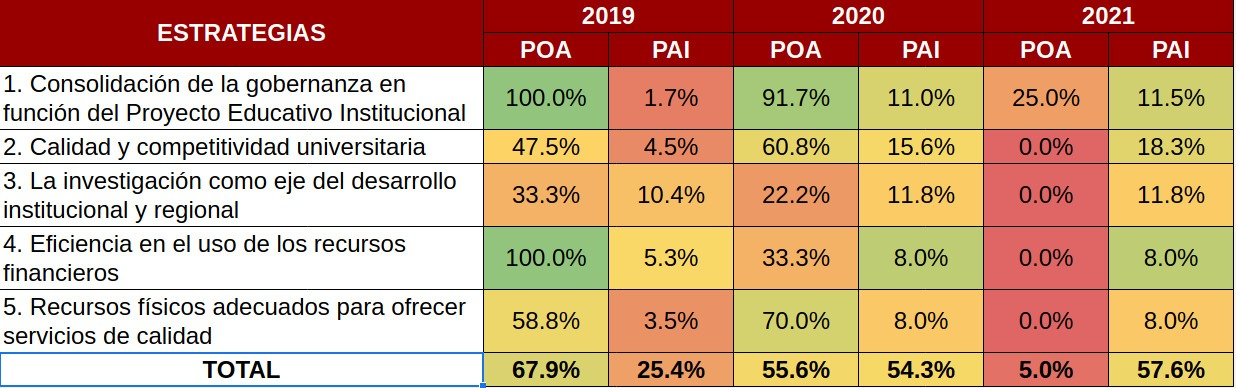 ESTRATEGIAS 2019 2020 2021
POA PAI POA PAI POA PAI
1. Consolidación de la gobernanza en
función del Proyecto Educativo Institucional 100.0% 1.7% 91.7% 11.0% 25.0% 11.5%
2. Calidad y competitividad universitaria 47.5% 4.5% 60.8% 15.6% 0.0% 18.3%
3. La investigación como eje del desarrollo
institucional y regional 33.3% 10.4% 22.2% 11.8% 0.0% 11.8%
4. Eficiencia en el uso de los recursos
financieros 100.0% 5.3% 33.3% 8.0% 0.0% 8.0%
5. Recursos físicos adecuados para ofrecer
servicios de calidad 58.8% 3.5% 70.0% 8.0% 0.0% 8.0%
TOTAL 67.9% 25.4% 55.6% 54.3% 5.0% 57.6%